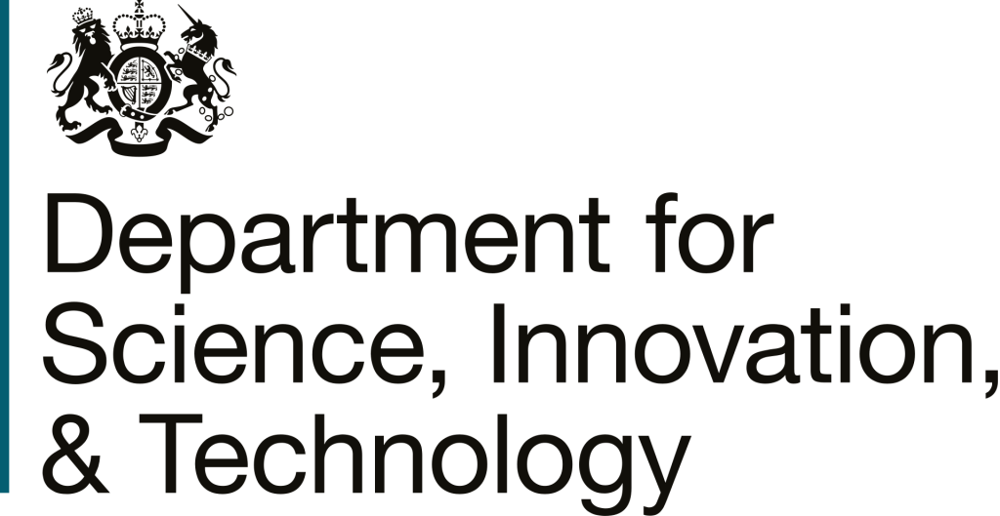 Department for
Science, Innovation,
& Technology